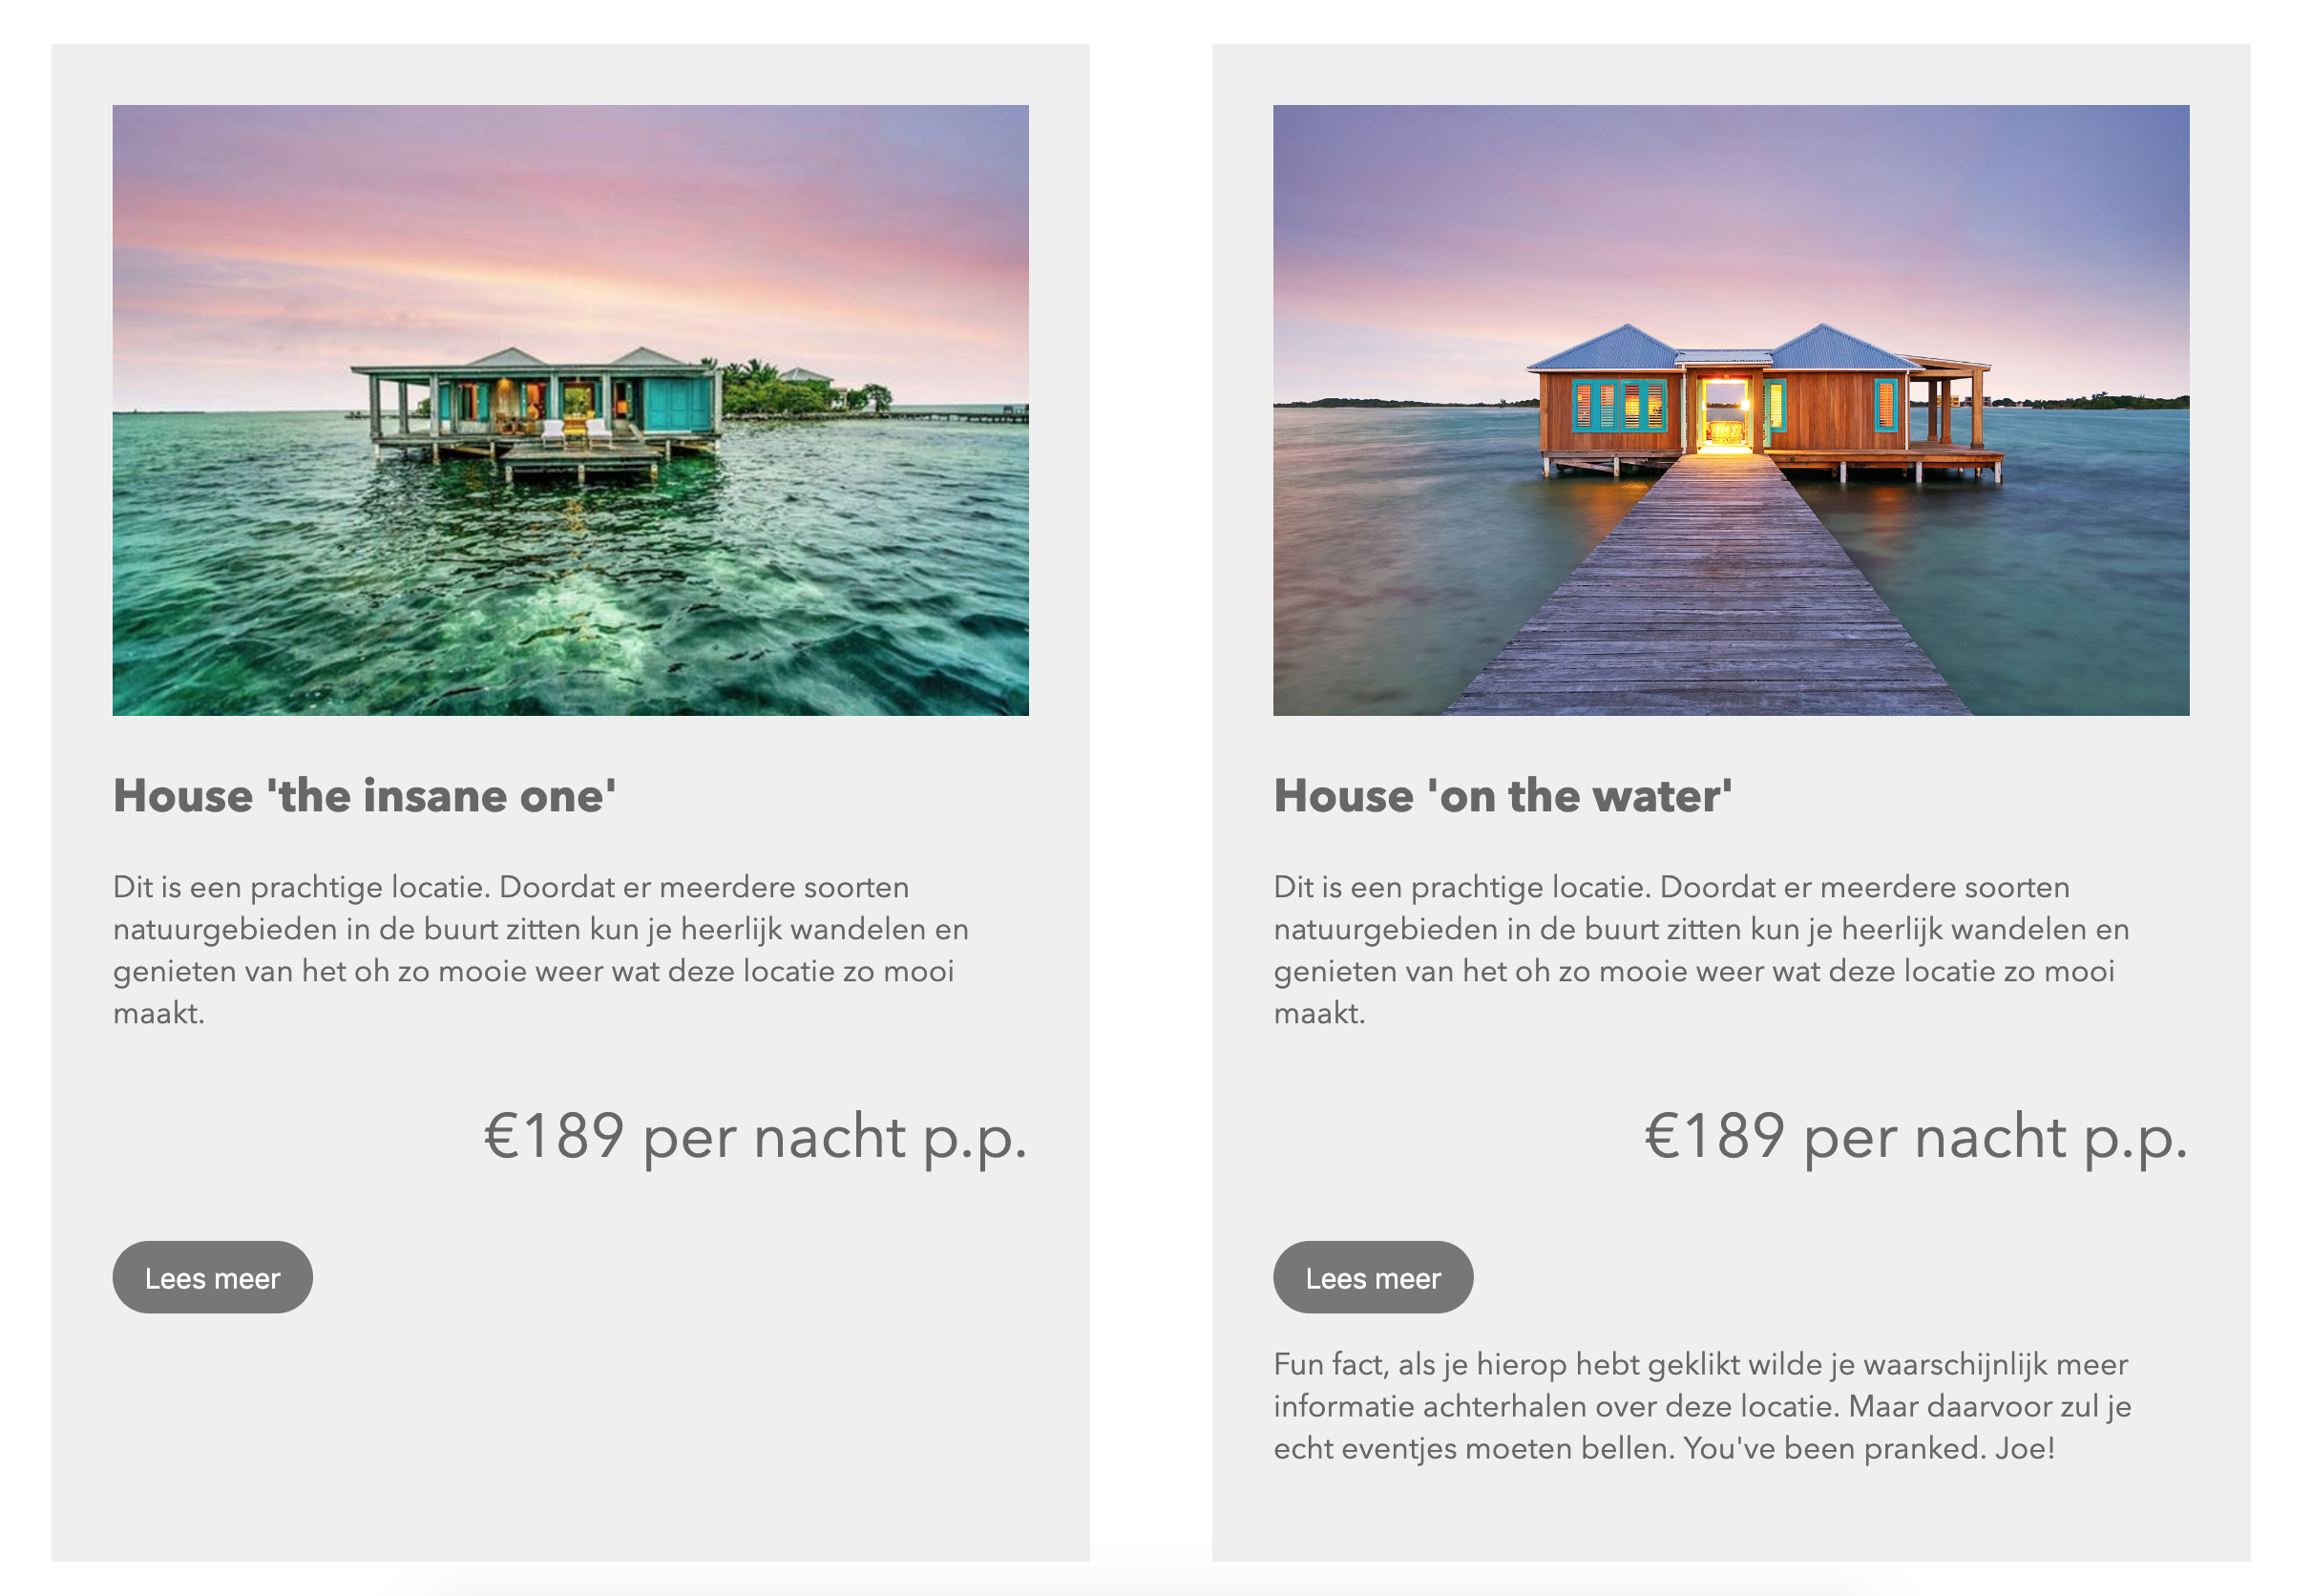 House 'the insane one'
Dit is een prachtige locatie. Doordat er meerdere soorten
natuurgebieden in de buurt zitten kun je heerlijk wandelen en
genieten van het oh zo mooie weer wat deze locatie zo mooi
maakt.
€189 per nacht p.p.
Lees meer
House 'on the water'
Dit is een prachtige locatie. Doordat er meerdere soorten
natuurgebieden in de buurt zitten kun je heerlijk wandelen en
genieten van het oh zo mooie weer wat deze locatie zo mooi
maakt.
€189 per nacht p.p.
Lees meer
Fun fact, als je hierop hebt geklikt wilde je waarschijnlijk meer
informatie achterhalen over deze locatie. Maar daarvoor zul je
echt eventjes moeten bellen. You've been pranked. Joe!